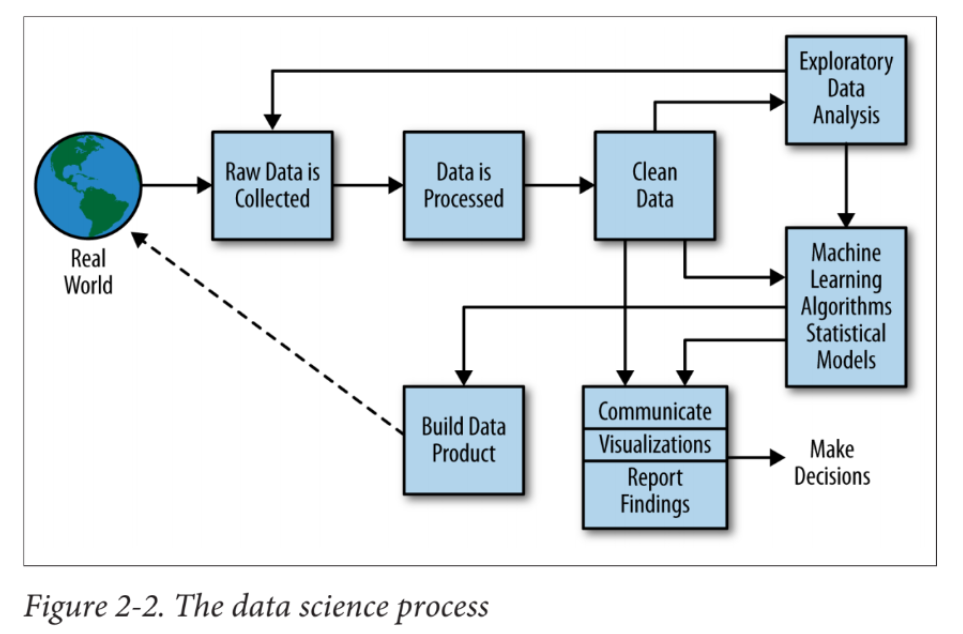 Exploratory
Data
Analysis
Raw Data is
Collected
Data is
Processed
Clean
Data
Real
World
Machine
Learning
Algorithms
Statistical
Models
Build Data
Product
Communicate
Visualizations
Report
Findings
Make
Decisions
Figure 2-2. The data science process